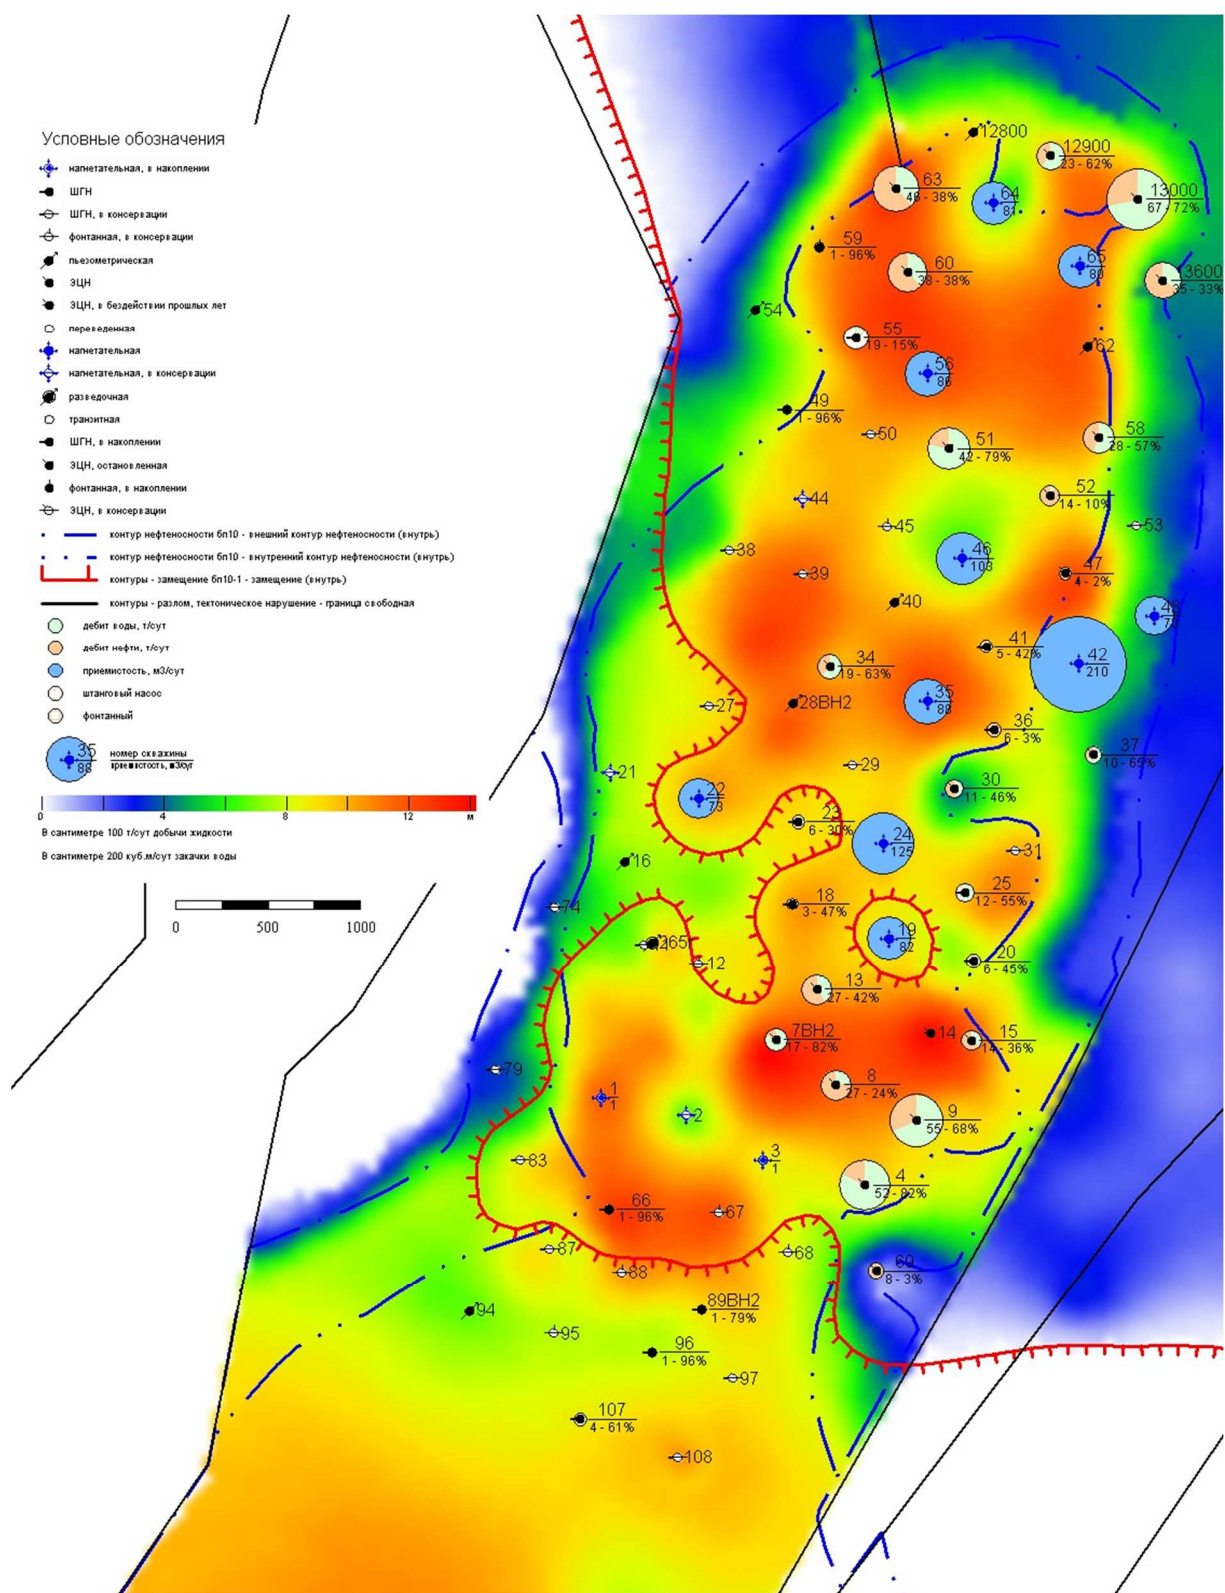 Условные обозначения
нагнетательная, в накоплении
ШГН
ШГН, в консервации
фонтанная, в консервации
пьезометрическая
ЭЦН
ЭЦН, в бездействии прошлых лет
переведенная
нагнетательная
нагнетательная, в консервации
разведочная
транзитная
ШГН, в накоплении
ЭЦН, остановленная
фонтанная, в накоплении
ЭЦН, в консервации
контур нефтеносности бп10 - внешний контур нефтеносности (внутрь)
контур нефтеносности бп10 - внутренний контур нефтеносности (внутрь)
контуры - замещение бп10-1 - замещение (внутрь)
контуры - разлом, тектоническое нарушение - граница свободная
дебит воды, т/сут
дебит нефти, т/сут
приемистость, м3/сут
штанговый насос
фонтанный
35
88
номер скважины
приемистость, м3/сут
0 4 8 12 м
В сантиметре 100 т/сут добычи жидкости
В сантиметре 200 куб.м/сут закачки воды
0 500 1000
12800
12900
23 - 62%
63
46 - 38%
64
81
13000
67 - 72%
59
1 - 96%
60
38 - 38%
65
80
3600
35 - 33%
54
55
19 - 15%
62
56
86
49
1 - 96%
50
51
42 - 79%
58
28 - 57%
44
52
14 - 10%
45
53
38
46
103
39
47
4 - 2%
40
48
41
5 - 42%
34
19 - 63%
42
210
27
28ВН2
35
88
36
6 - 3%
37
10 - 65%
21
29
22
73
30
11 - 46%
23
6 - 30%
24
125
31
16
25
12 - 55%
74
18
3 - 47%
19
82
265
12
20
6 - 45%
13
27 - 42%
7ВН2
17 - 82%
14
15
14 - 36%
79
8
27 - 24%
1
1
2
9
55 - 68%
83
3
1
4
52 - 82%
66
1 - 96%
67
87
68
88
69
8 - 3%
94
89ВН2
1 - 79%
95
96
1 - 96%
97
107
4 - 61%
108